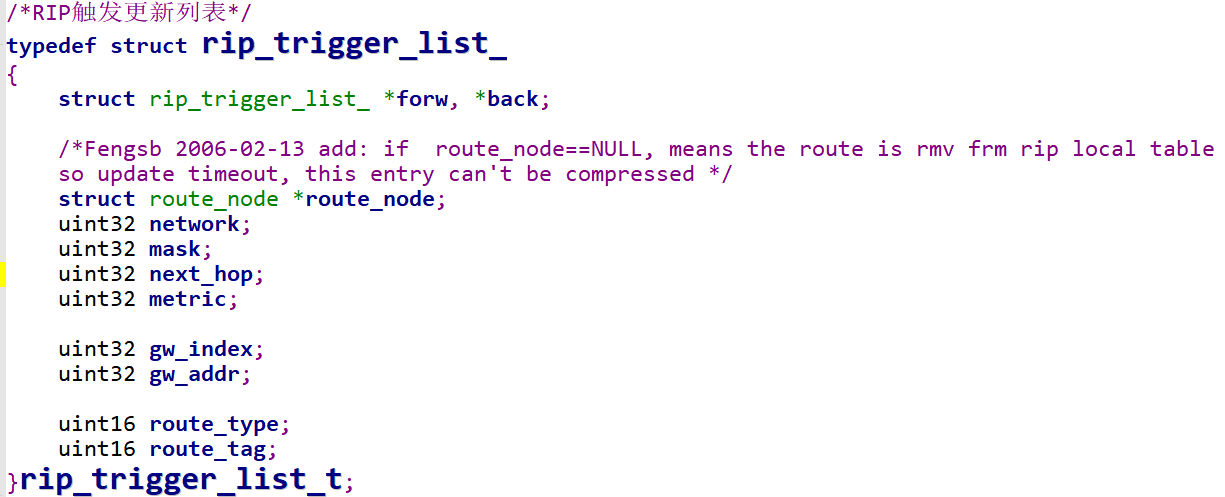 /*RIP触发更新列表*/
typedef struct rip_trigger_list_
{
    struct rip_trigger_list_ *forw, *back;

    /*Fengsb 2006-02-13 add: if  route_node==NULL, means the route is rmv frm rip local table
    so update timeout, this entry can't be compressed */
    struct route_node *route_node;
    uint32 network;
    uint32 mask;
    uint32 next_hop;
    uint32 metric;

    uint32 gw_index;
    uint32 gw_addr;

    uint16 route_type;
    uint16 route_tag;
}rip_trigger_list_t;